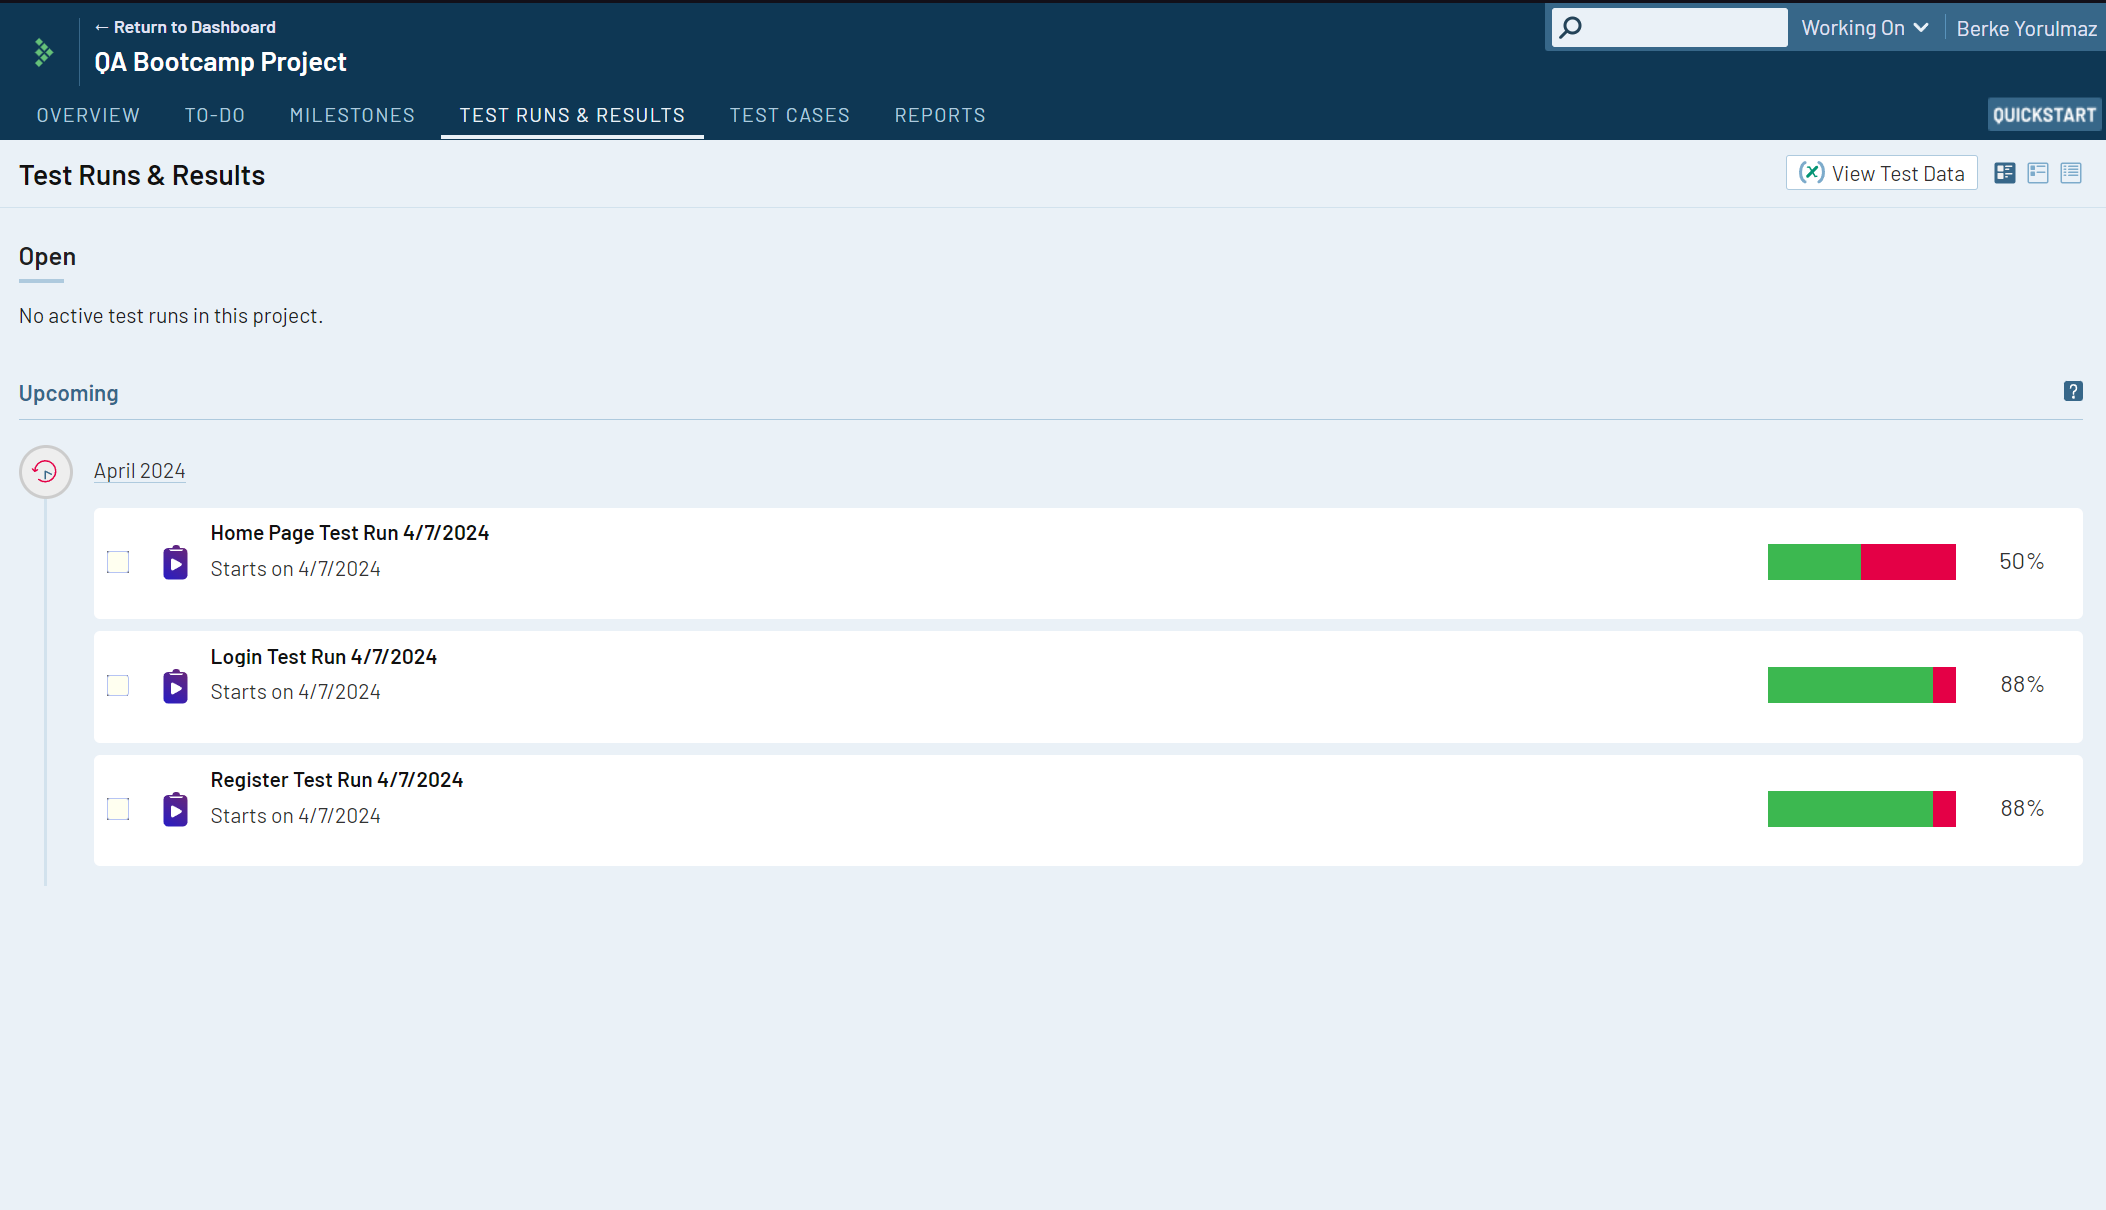 ← Return to Dashboard
QA Bootcamp Project
Working On
Berke Yorulmaz
OVERVIEW TO-DO MILESTONES TEST RUNS & RESULTS TEST CASES REPORTS
QUICKSTART
Test Runs & Results
(x) View Test Data
Open
No active test runs in this project.
Upcoming
?
April 2024
Home Page Test Run 4/7/2024
Starts on 4/7/2024
50%
Login Test Run 4/7/2024
Starts on 4/7/2024
88%
Register Test Run 4/7/2024
Starts on 4/7/2024
88%